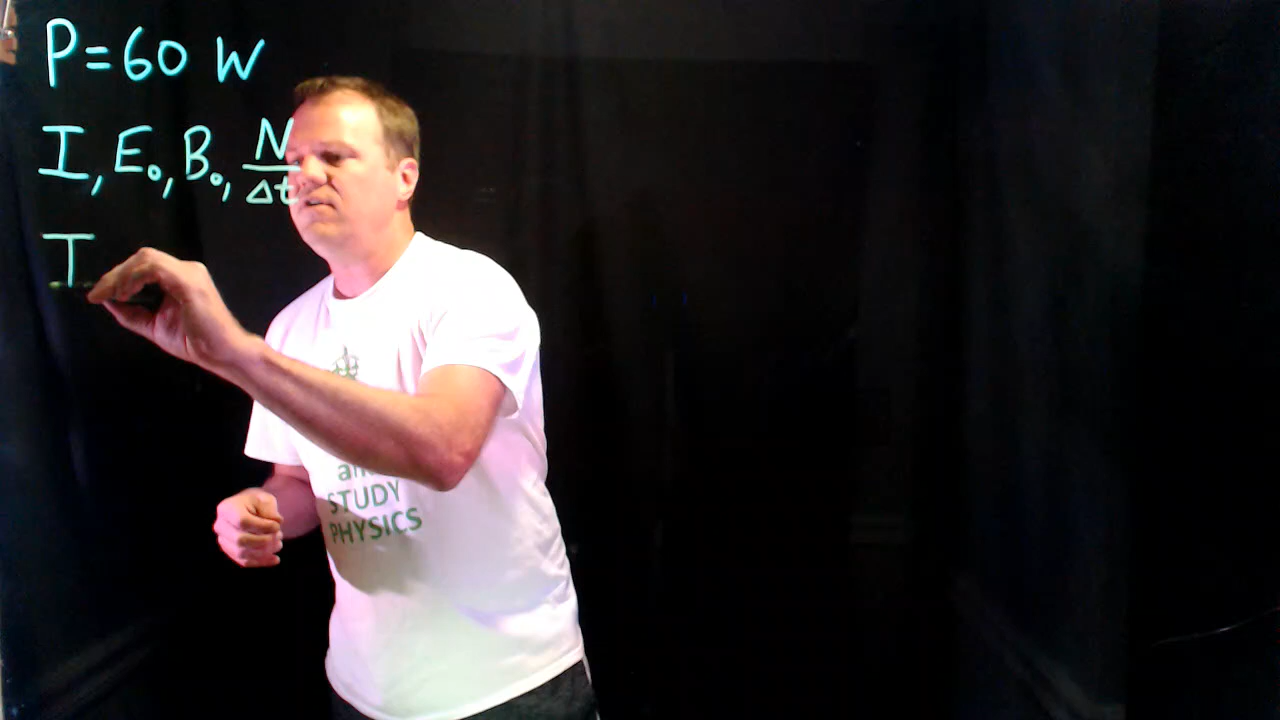 P = 60 W
I, E₀, B₀, N/Δt
I
STUDY
PHYSICS